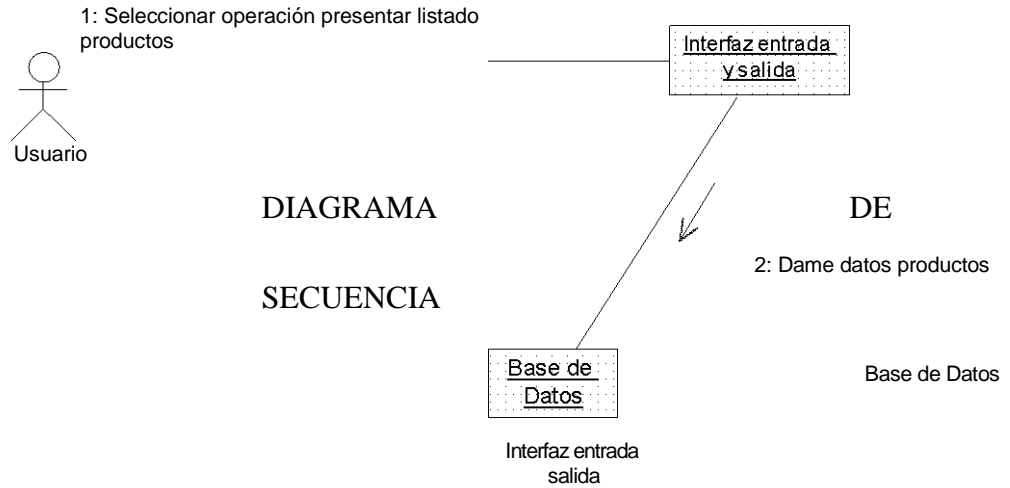 1: Seleccionar operación presentar listado
productos
Interfaz entrada
y salida
Usuario
DIAGRAMA DE
2: Dame datos productos
SECUENCIA
Base de
Datos
Base de Datos
Interfaz entrada
salida